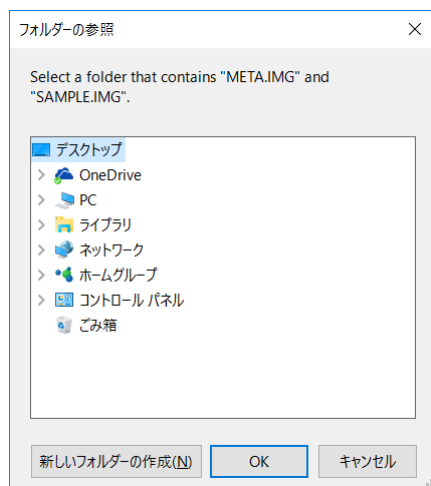 フォルダーの参照
Select a folder that contains "META.IMG" and
"SAMPLE.IMG".
デスクトップ
OneDrive
PC
ライブラリ
ネットワーク
ホームグループ
コントロール パネル
ごみ箱
新しいフォルダーの作成(N)
OK
キャンセル